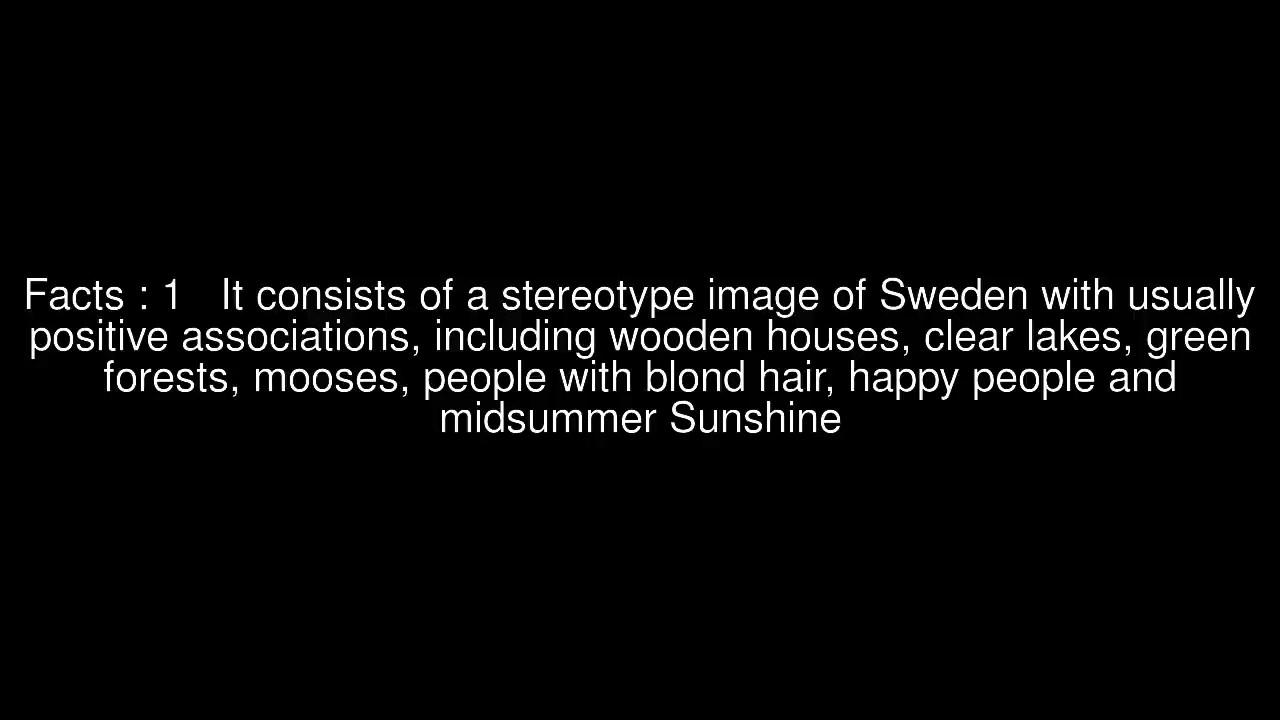 Facts : 1   It consists of a stereotype image of Sweden with usually
positive associations, including wooden houses, clear lakes, green
forests, mooses, people with blond hair, happy people and
midsummer Sunshine